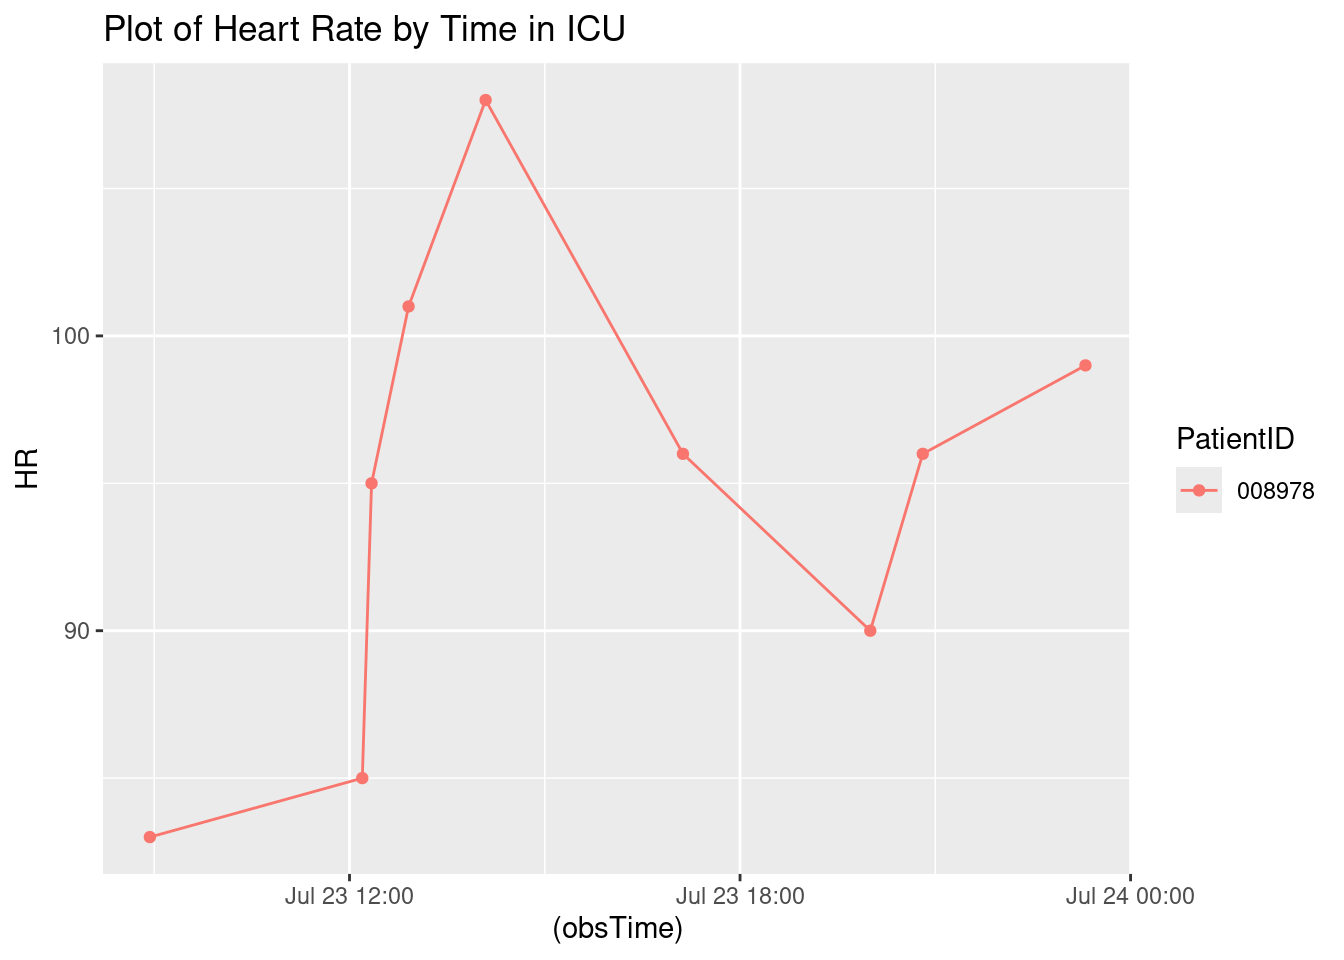 Plot of Heart Rate by Time in ICU
100
90
HR
Jul 23 12:00
Jul 23 18:00
Jul 24 00:00
(obsTime)
PatientID
008978